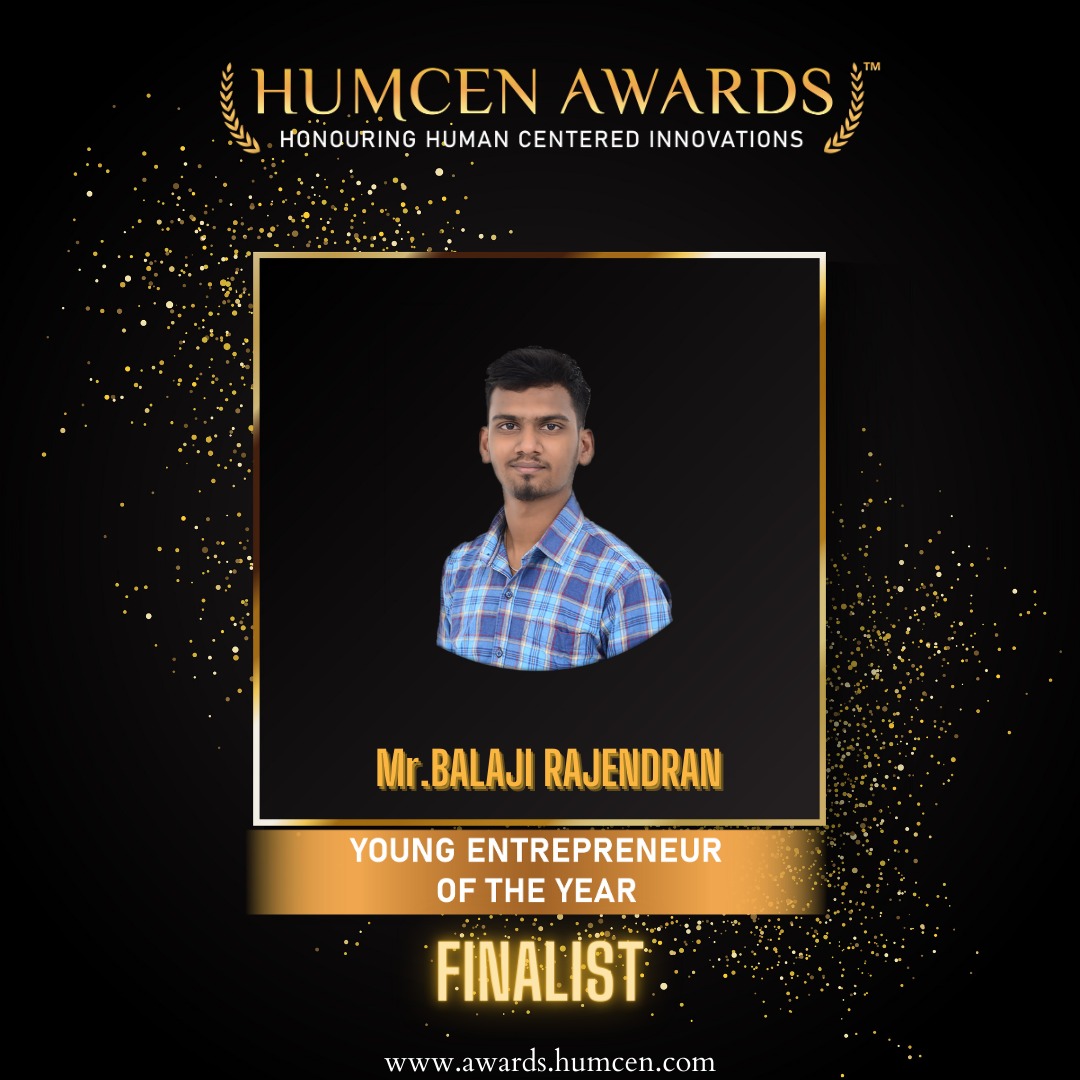 HUMCEN AWARDS™
HONOURING HUMAN CENTERED INNOVATIONS
Mr.BALAJI RAJENDRAN
YOUNG ENTREPRENEUR
OF THE YEAR
FINALIST
www.awards.humcen.com